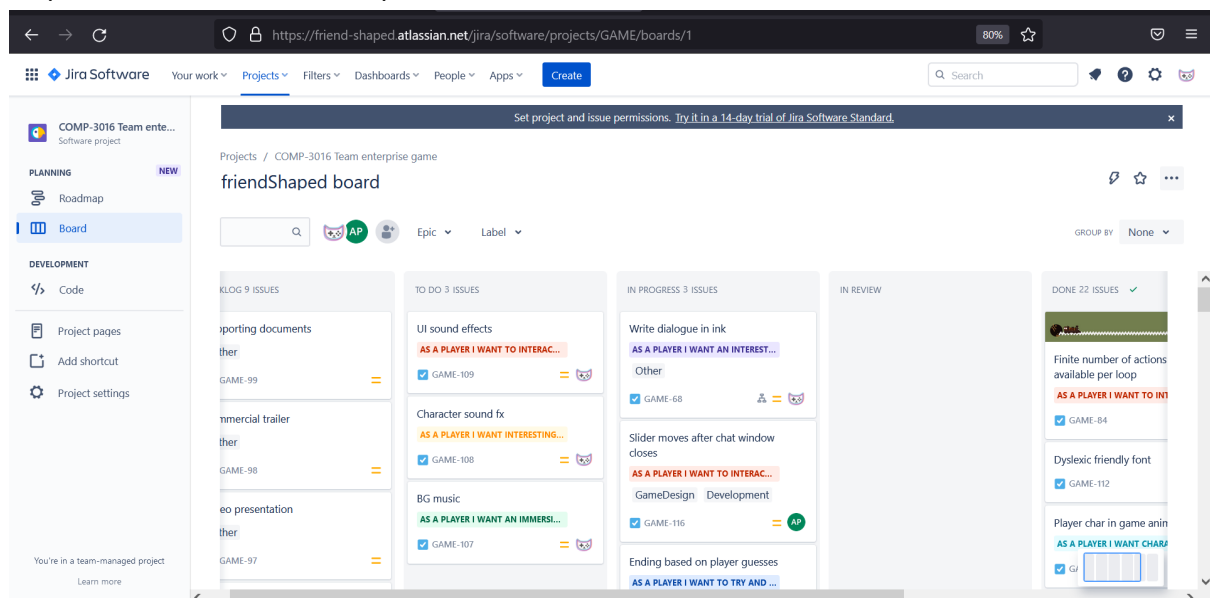 https://friend-shaped.atlassian.net/jira/software/projects/GAME/boards/1
80%
Jira Software
Your work
Projects
Filters
Dashboards
People
Apps
Create
Search
COMP-3016 Team ente...
Software project
PLANNING
NEW
Roadmap
Board
DEVELOPMENT
Code
Project pages
Add shortcut
Project settings
You're in a team-managed project
Learn more
Set project and issue permissions. Try it in a 14-day trial of Jira Software Standard.
Projects / COMP-3016 Team enterprise game
friendShaped board
AP
Epic
Label
GROUP BY
None
KLOG 9 ISSUES
pporting documents
ther
GAME-99
mmercial trailer
ther
GAME-98
eo presentation
ther
GAME-97
TO DO 3 ISSUES
UI sound effects
AS A PLAYER I WANT TO INTERAC...
GAME-109
Character sound fx
AS A PLAYER I WANT INTERESTING...
GAME-108
BG music
AS A PLAYER I WANT AN IMMERSI...
GAME-107
IN PROGRESS 3 ISSUES
Write dialogue in ink
AS A PLAYER I WANT AN INTEREST...
Other
GAME-68
Slider moves after chat window
closes
AS A PLAYER I WANT TO INTERAC...
GameDesign Development
GAME-116
AP
Ending based on player guesses
AS A PLAYER I WANT TO TRY AND ...
IN REVIEW
DONE 22 ISSUES
Finite number of actions
available per loop
AS A PLAYER I WANT TO INT
GAME-84
Dyslexic friendly font
GAME-112
Player char in game anim
AS A PLAYER I WANT CHARA